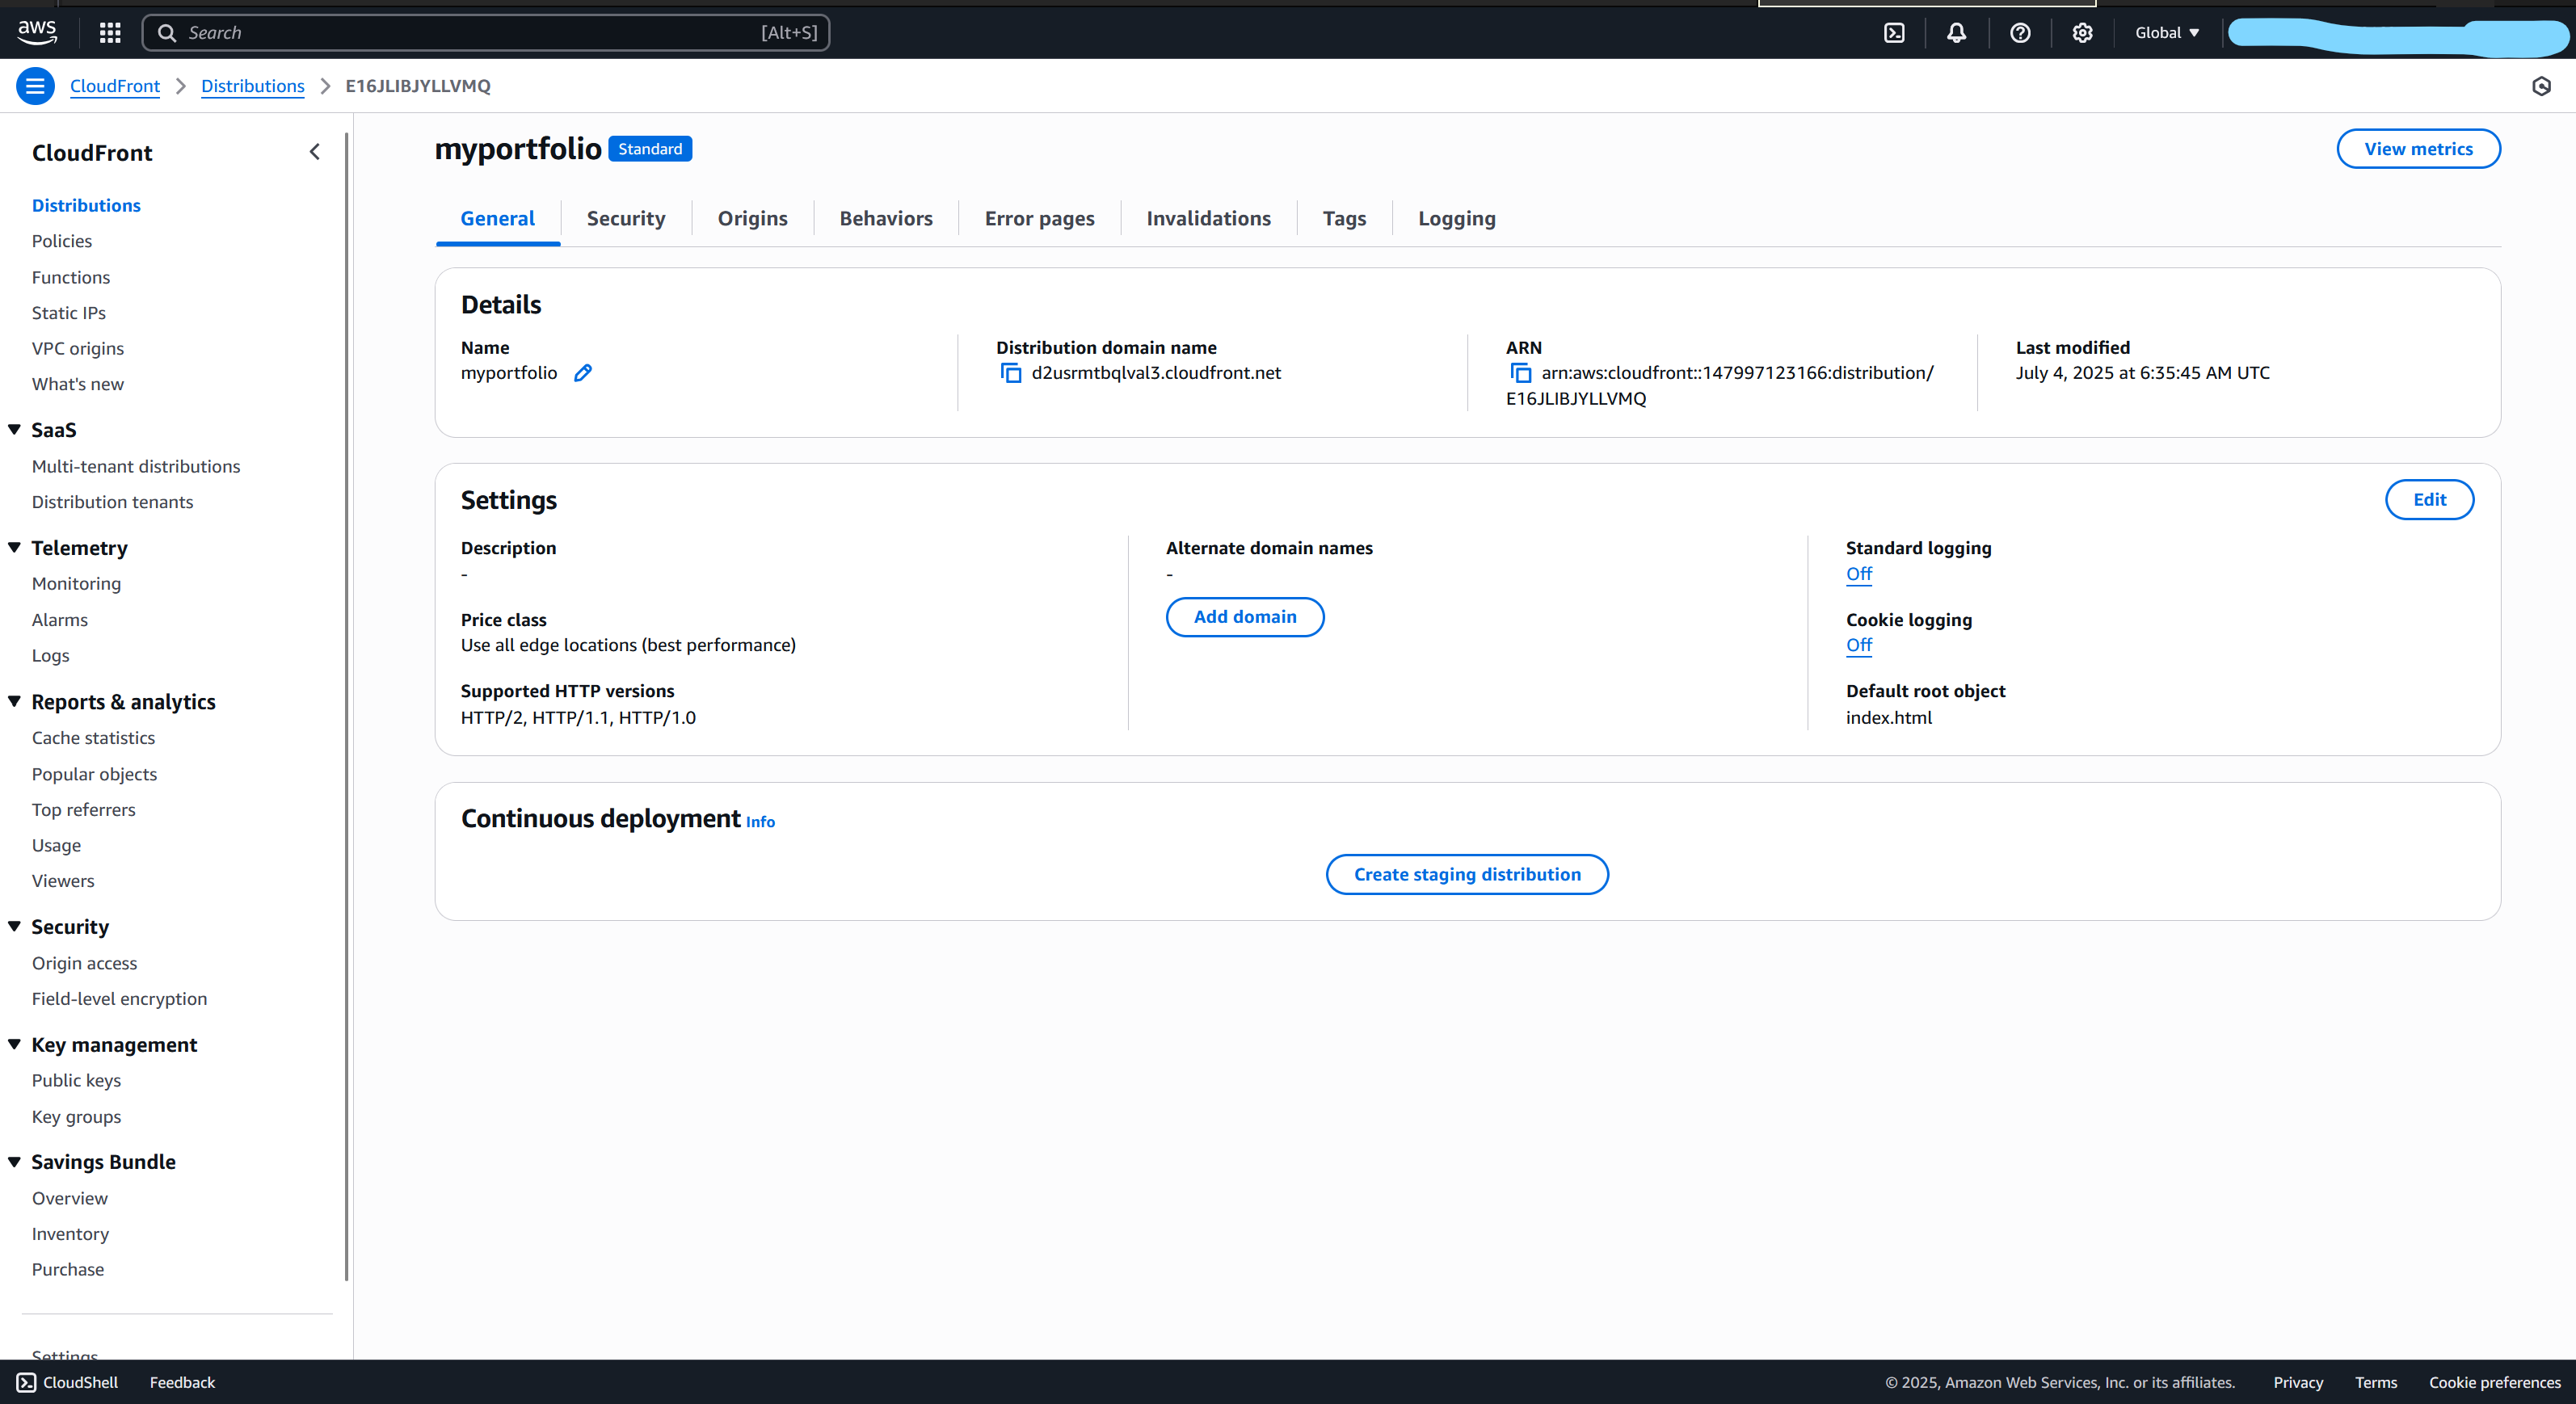 aws
Search [Alt+S]
Global
CloudFront > Distributions > E16JLIBJYLLVMQ
CloudFront
Distributions
Policies
Functions
Static IPs
VPC origins
What's new
SaaS
Multi-tenant distributions
Distribution tenants
Telemetry
Monitoring
Alarms
Logs
Reports & analytics
Cache statistics
Popular objects
Top referrers
Usage
Viewers
Security
Origin access
Field-level encryption
Key management
Public keys
Key groups
Savings Bundle
Overview
Inventory
Purchase
Settings
myportfolio Standard
View metrics
General Security Origins Behaviors Error pages Invalidations Tags Logging
Details
Name
myportfolio
Distribution domain name
d2usrmtbqlval3.cloudfront.net
ARN
arn:aws:cloudfront::147997123166:distribution/
E16JLIBJYLLVMQ
Last modified
July 4, 2025 at 6:35:45 AM UTC
Settings
Edit
Description
-
Price class
Use all edge locations (best performance)
Supported HTTP versions
HTTP/2, HTTP/1.1, HTTP/1.0
Alternate domain names
-
Add domain
Standard logging
Off
Cookie logging
Off
Default root object
index.html
Continuous deployment Info
Create staging distribution
CloudShell Feedback
© 2025, Amazon Web Services, Inc. or its affiliates. Privacy Terms Cookie preferences